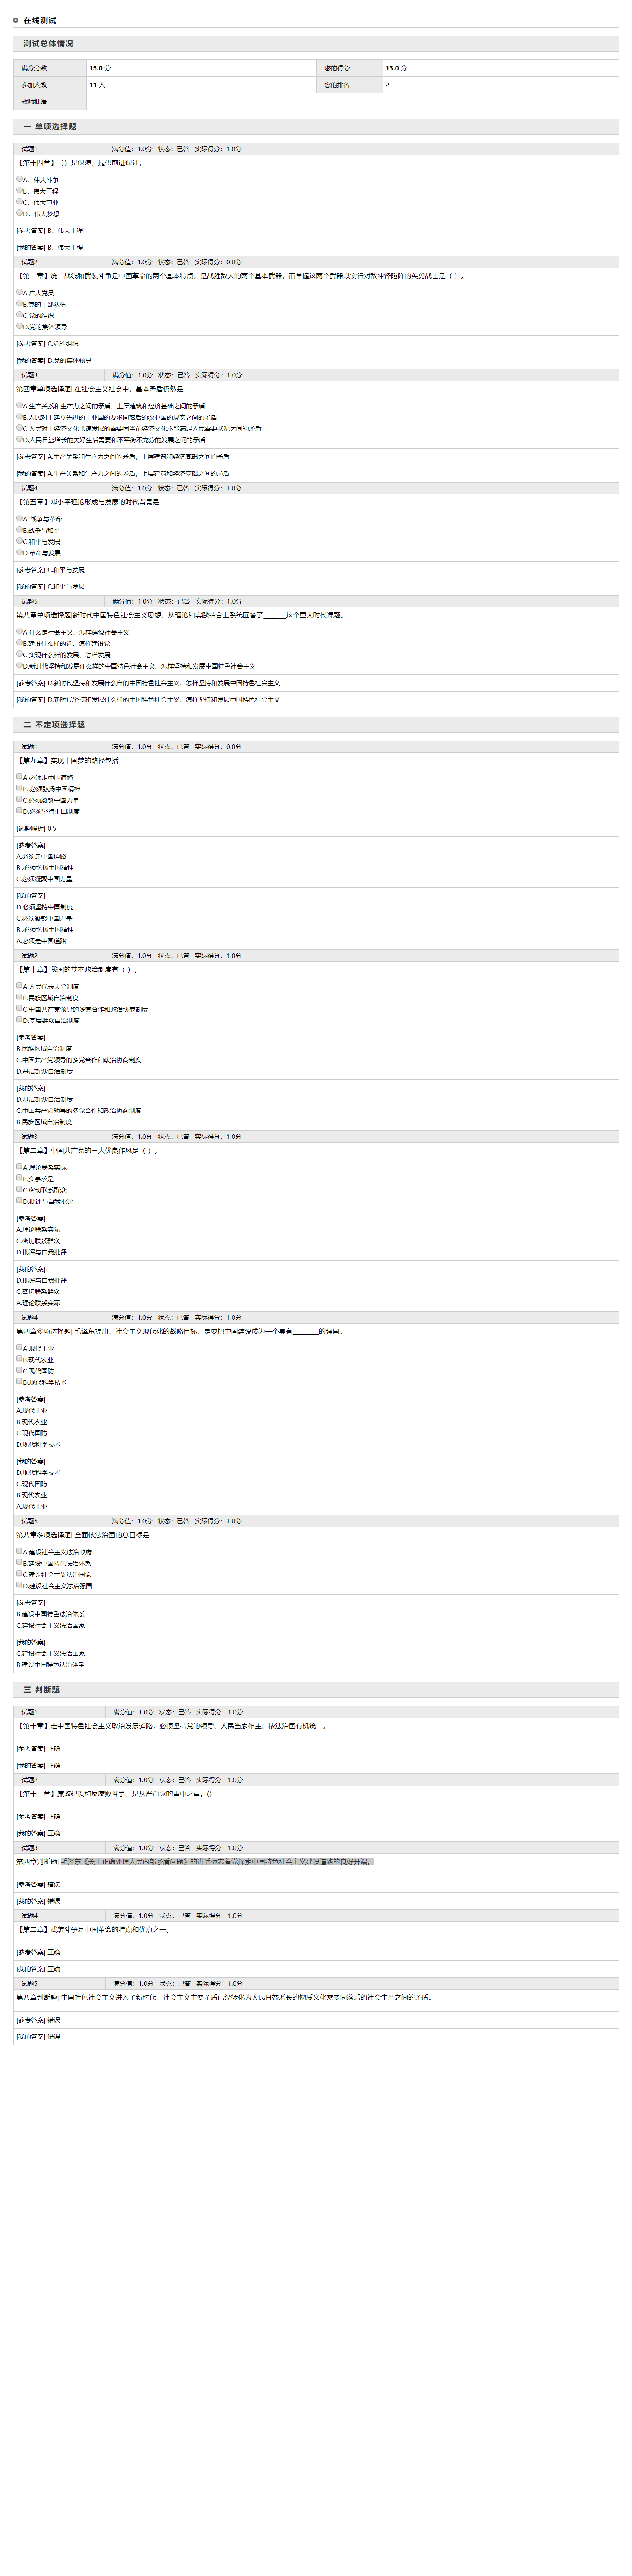 在线测试
测试总体情况
满分分数 15.0 分 您的得分 13.0 分
参加人数 11 人 您的排名 2
教师批语
一 单项选择题
试题1 满分值：1.0分 状态：已答 实际得分：1.0分
【第十四章】（）是保障，提供前进保证。
A．伟大斗争
B．伟大工程
C．伟大事业
D．伟大梦想
[参考答案] B．伟大工程
[我的答案] B．伟大工程
试题2 满分值：1.0分 状态：已答 实际得分：0.0分
【第二章】统一战线和武装斗争是中国革命的两个基本特点，是战胜敌人的两个基本武器，而掌握这两个武器以实行对敌冲锋陷阵的英勇战士是（ ）。
A.广大党员
B.党的干部队伍
C.党的组织
D.党的集体领导
[参考答案] C.党的组织
[我的答案] D.党的集体领导
试题3 满分值：1.0分 状态：已答 实际得分：1.0分
第四章单项选择题| 在社会主义社会中，基本矛盾仍然是
A.生产关系和生产力之间的矛盾，上层建筑和经济基础之间的矛盾
B.人民对于建立先进的工业国的要求同落后的农业国的现实之间的矛盾
C.人民对于经济文化迅速发展的需要同当前经济文化不能满足人民需要状况之间的矛盾
D.人民日益增长的美好生活需要和不平衡不充分的发展之间的矛盾
[参考答案] A.生产关系和生产力之间的矛盾，上层建筑和经济基础之间的矛盾
[我的答案] A.生产关系和生产力之间的矛盾，上层建筑和经济基础之间的矛盾
试题4 满分值：1.0分 状态：已答 实际得分：1.0分
【第五章】邓小平理论形成与发展的时代背景是
A..战争与革命
B.战争与和平
C.和平与发展
D.革命与发展
[参考答案] C.和平与发展
[我的答案] C.和平与发展
试题5 满分值：1.0分 状态：已答 实际得分：1.0分
第八章单项选择题|新时代中国特色社会主义思想，从理论和实践结合上系统回答了_______这个重大时代课题。
A.什么是社会主义、怎样建设社会主义
B.建设什么样的党、怎样建设党
C.实现什么样的发展、怎样发展
D.新时代坚持和发展什么样的中国特色社会主义、怎样坚持和发展中国特色社会主义
[参考答案] D.新时代坚持和发展什么样的中国特色社会主义、怎样坚持和发展中国特色社会主义
[我的答案] D.新时代坚持和发展什么样的中国特色社会主义、怎样坚持和发展中国特色社会主义
二 不定项选择题
试题1 满分值：1.0分 状态：已答 实际得分：0.0分
【第九章】实现中国梦的路径包括
A.必须走中国道路
B..必须弘扬中国精神
C.必须凝聚中国力量
D.必须坚持中国制度
[试题解析] 0.5
[参考答案]
A.必须走中国道路
B..必须弘扬中国精神
C.必须凝聚中国力量
[我的答案]
D.必须坚持中国制度
C.必须凝聚中国力量
B..必须弘扬中国精神
A.必须走中国道路
试题2 满分值：1.0分 状态：已答 实际得分：1.0分
【第十章】我国的基本政治制度有（ ）。
A.人民代表大会制度
B.民族区域自治制度
C.中国共产党领导的多党合作和政治协商制度
D.基层群众自治制度
[参考答案]
B.民族区域自治制度
C.中国共产党领导的多党合作和政治协商制度
D.基层群众自治制度
[我的答案]
D.基层群众自治制度
C.中国共产党领导的多党合作和政治协商制度
B.民族区域自治制度
试题3 满分值：1.0分 状态：已答 实际得分：1.0分
【第二章】中国共产党的三大优良作风是（ ）。
A.理论联系实际
B.实事求是
C.密切联系群众
D.批评与自我批评
[参考答案]
A.理论联系实际
C.密切联系群众
D.批评与自我批评
[我的答案]
D.批评与自我批评
C.密切联系群众
A.理论联系实际
试题4 满分值：1.0分 状态：已答 实际得分：1.0分
第四章多项选择题| 毛泽东提出，社会主义现代化的战略目标，是要把中国建设成为一个具有________的强国。
A.现代工业
B.现代农业
C.现代国防
D.现代科学技术
[参考答案]
A.现代工业
B.现代农业
C.现代国防
D.现代科学技术
[我的答案]
D.现代科学技术
C.现代国防
B.现代农业
A.现代工业
试题5 满分值：1.0分 状态：已答 实际得分：1.0分
第八章多项选择题| 全面依法治国的总目标是
A.建设社会主义法治政府
B.建设中国特色法治体系
C.建设社会主义法治国家
D.建设社会主义法治强国
[参考答案]
B.建设中国特色法治体系
C.建设社会主义法治国家
[我的答案]
C.建设社会主义法治国家
B.建设中国特色法治体系
三 判断题
试题1 满分值：1.0分 状态：已答 实际得分：1.0分
【第十章】走中国特色社会主义政治发展道路，必须坚持党的领导、人民当家作主、依法治国有机统一。
[参考答案] 正确
[我的答案] 正确
试题2 满分值：1.0分 状态：已答 实际得分：1.0分
【第十一章】廉政建设和反腐败斗争，是从严治党的重中之重。()
[参考答案] 正确
[我的答案] 正确
试题3 满分值：1.0分 状态：已答 实际得分：1.0分
第四章判断题| 毛泽东《关于正确处理人民内部矛盾问题》的讲话标志着党探索中国特色社会主义建设道路的良好开端。
[参考答案] 错误
[我的答案] 错误
试题4 满分值：1.0分 状态：已答 实际得分：1.0分
【第二章】武装斗争是中国革命的特点和优点之一。
[参考答案] 正确
[我的答案] 正确
试题5 满分值：1.0分 状态：已答 实际得分：1.0分
第八章判断题| 中国特色社会主义进入了新时代，社会主义主要矛盾已经转化为人民日益增长的物质文化需要同落后的社会生产之间的矛盾。
[参考答案] 错误
[我的答案] 错误